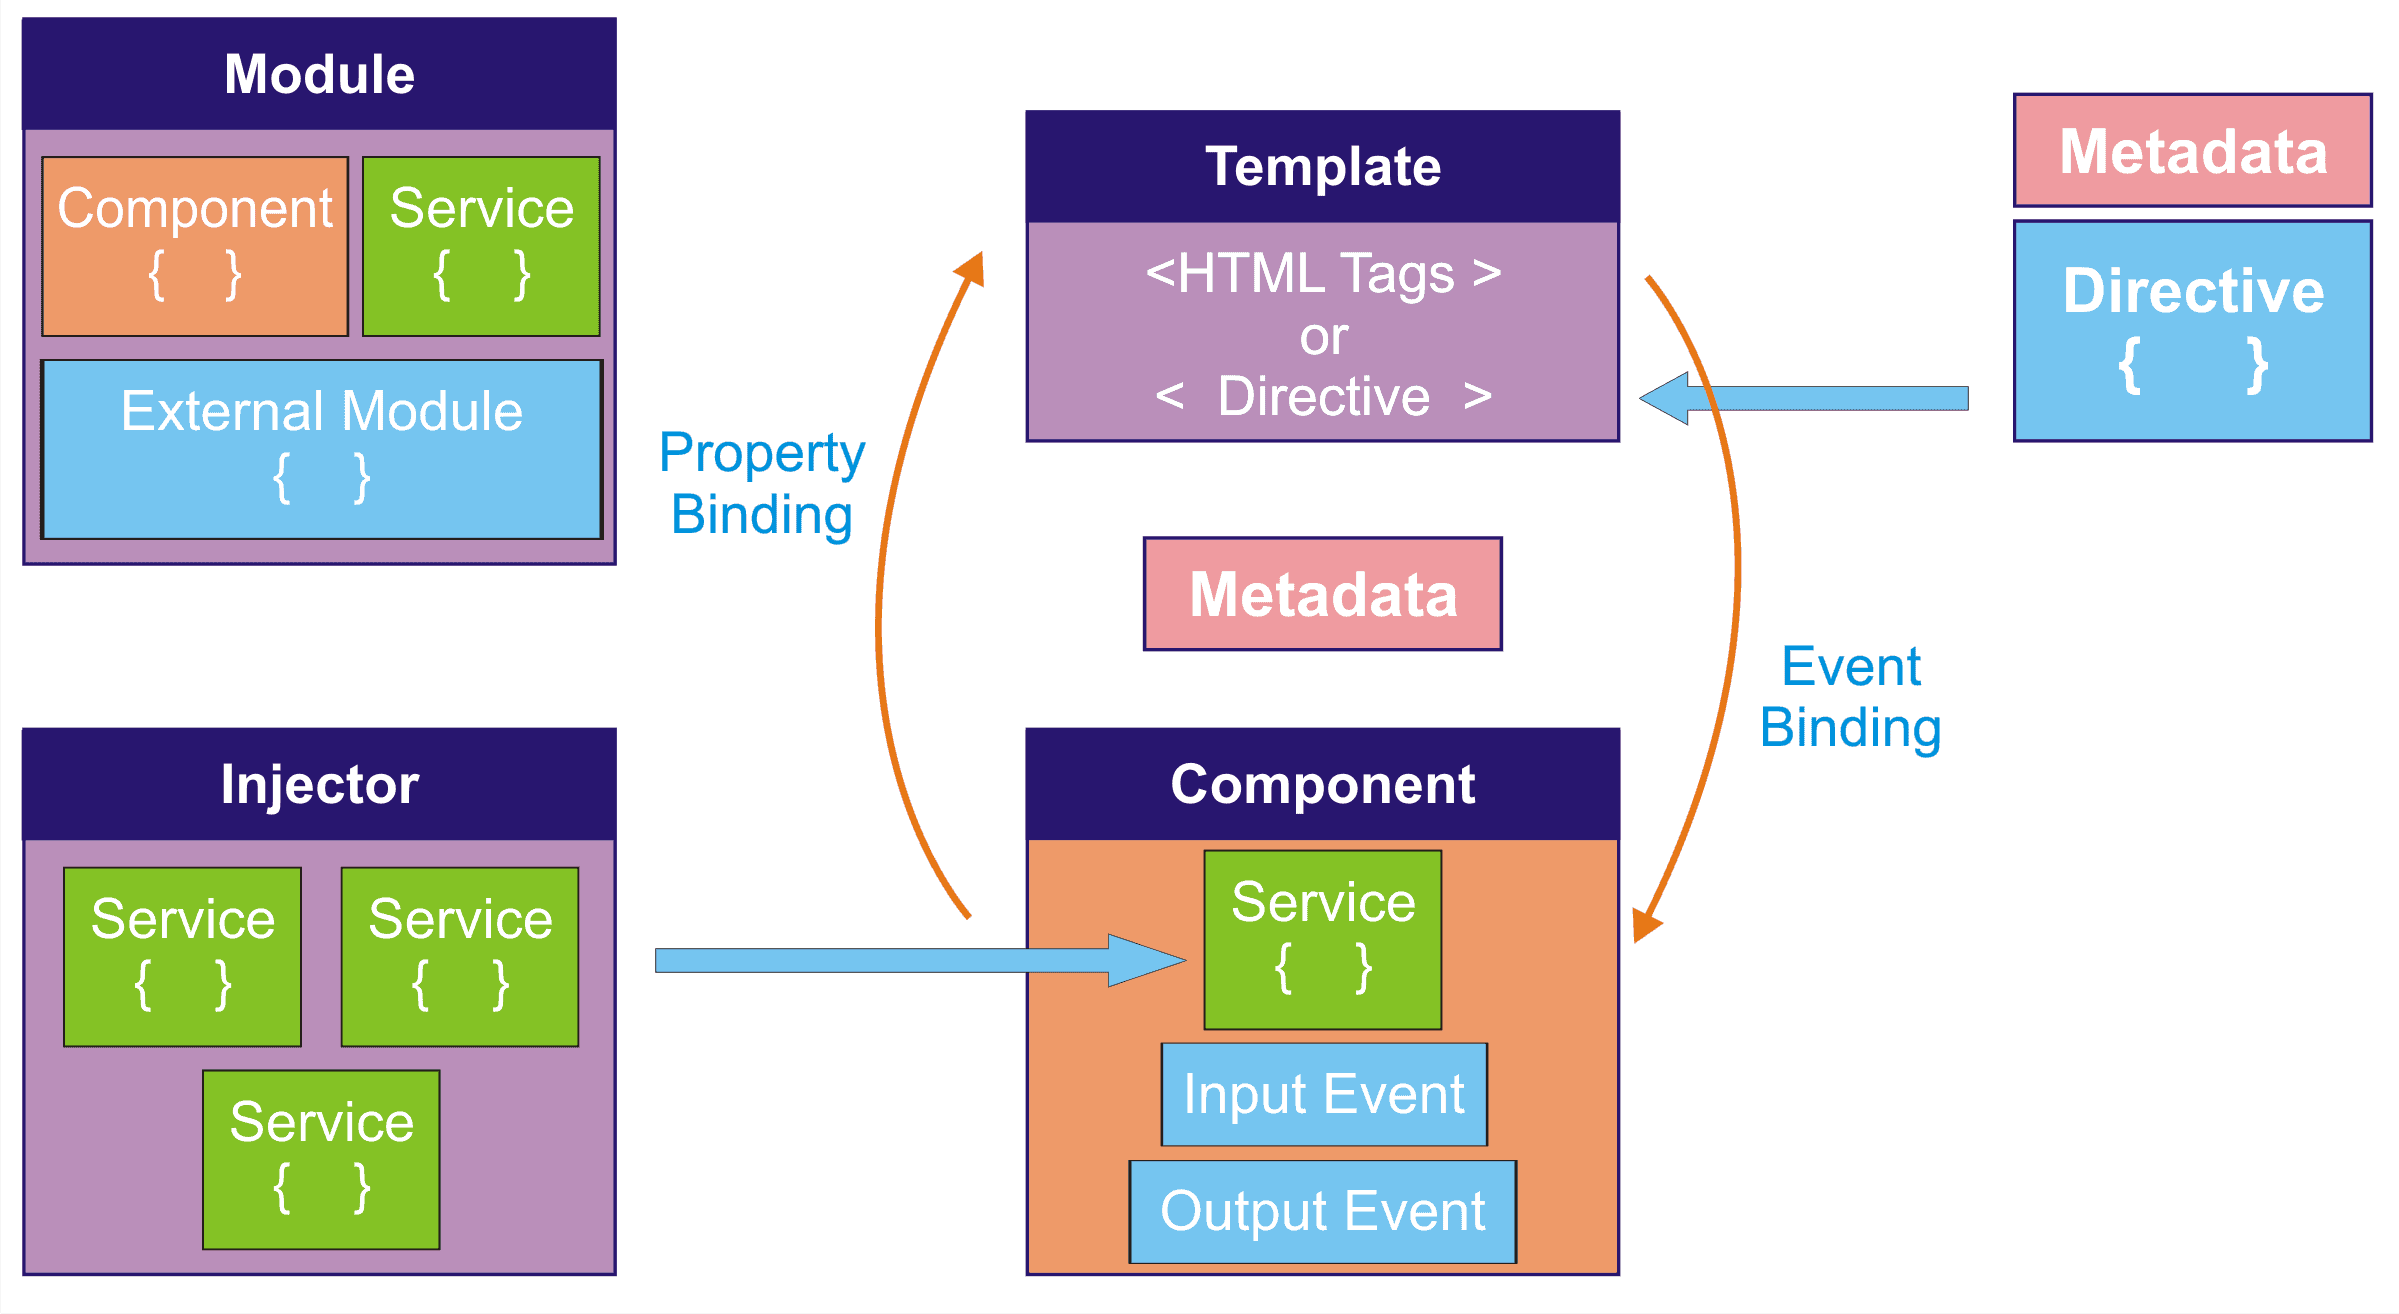 Module
Component
{ }
Service
{ }
External Module
{ }
Template
<HTML Tags >
or
< Directive >
Metadata
Directive
{ }
Property
Binding
Metadata
Event
Binding
Injector
Service
{ }
Service
{ }
Service
{ }
Component
Service
{ }
Input Event
Output Event